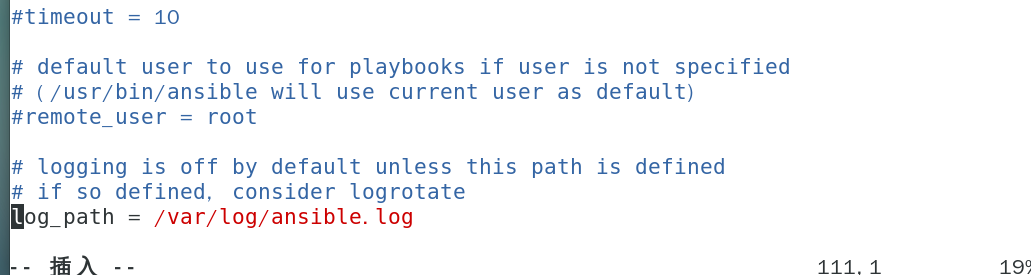 #timeout = 10
# default user to use for playbooks if user is not specified
# (/usr/bin/ansible will use current user as default)
#remote_user = root
# logging is off by default unless this path is defined
# if so defined, consider logrotate
log_path = /var/log/ansible.log
-- 插入 -- 111,1 19%